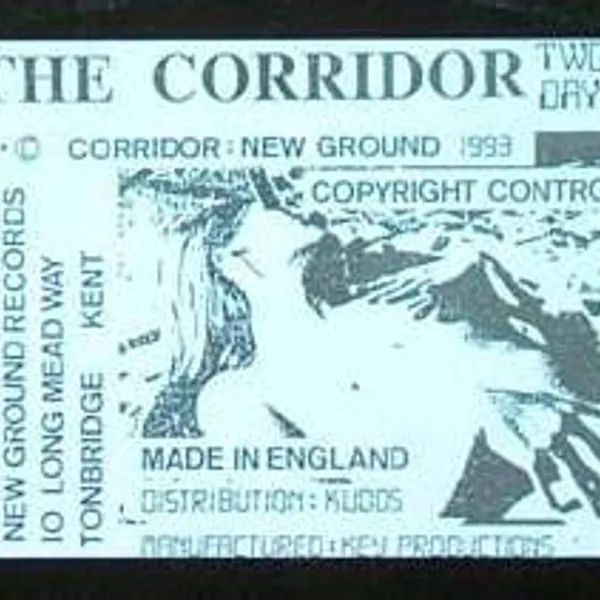 THE CORRIDOR
TWO
DAY
• © CORRIDOR : NEW GROUND 1993
COPYRIGHT CONTRO
NEW GROUND RECORDS
10 LONG MEAD WAY
TONBRIDGE KENT
MADE IN ENGLAND
DISTRIBUTION : KUDOS
MANUFACTURED : KEY PRODUCTIONS